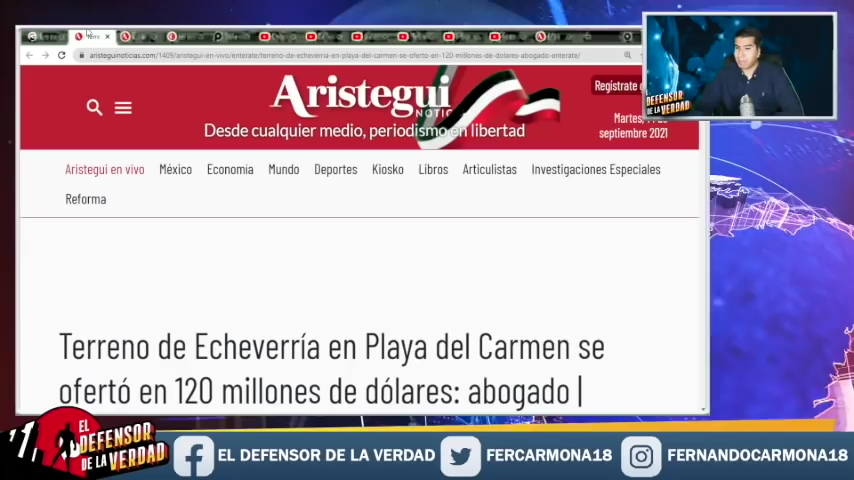 aristeguinoticias.com/1409/aristegui-en-vivo/enterate/terreno-de-echeverria-en-playa-del-carmen-se-oferto-en-120-millones-de-dolares-abogado-enterate/
Aristegui
NOTIC
Desde cualquier medio, periodismo en libertad
Regístrate
Martes,
septiembre 2021
Aristegui en vivo México Economía Mundo Deportes Kiosko Libros Articulistas Investigaciones Especiales
Reforma
Terreno de Echeverría en Playa del Carmen se
ofertó en 120 millones de dólares: abogado |
DEFENSOR
DE LA VERDAD
EL
DEFENSOR
DE LA VERDAD
EL DEFENSOR DE LA VERDAD
FERCARMONA18
FERNANDOCARMONA18